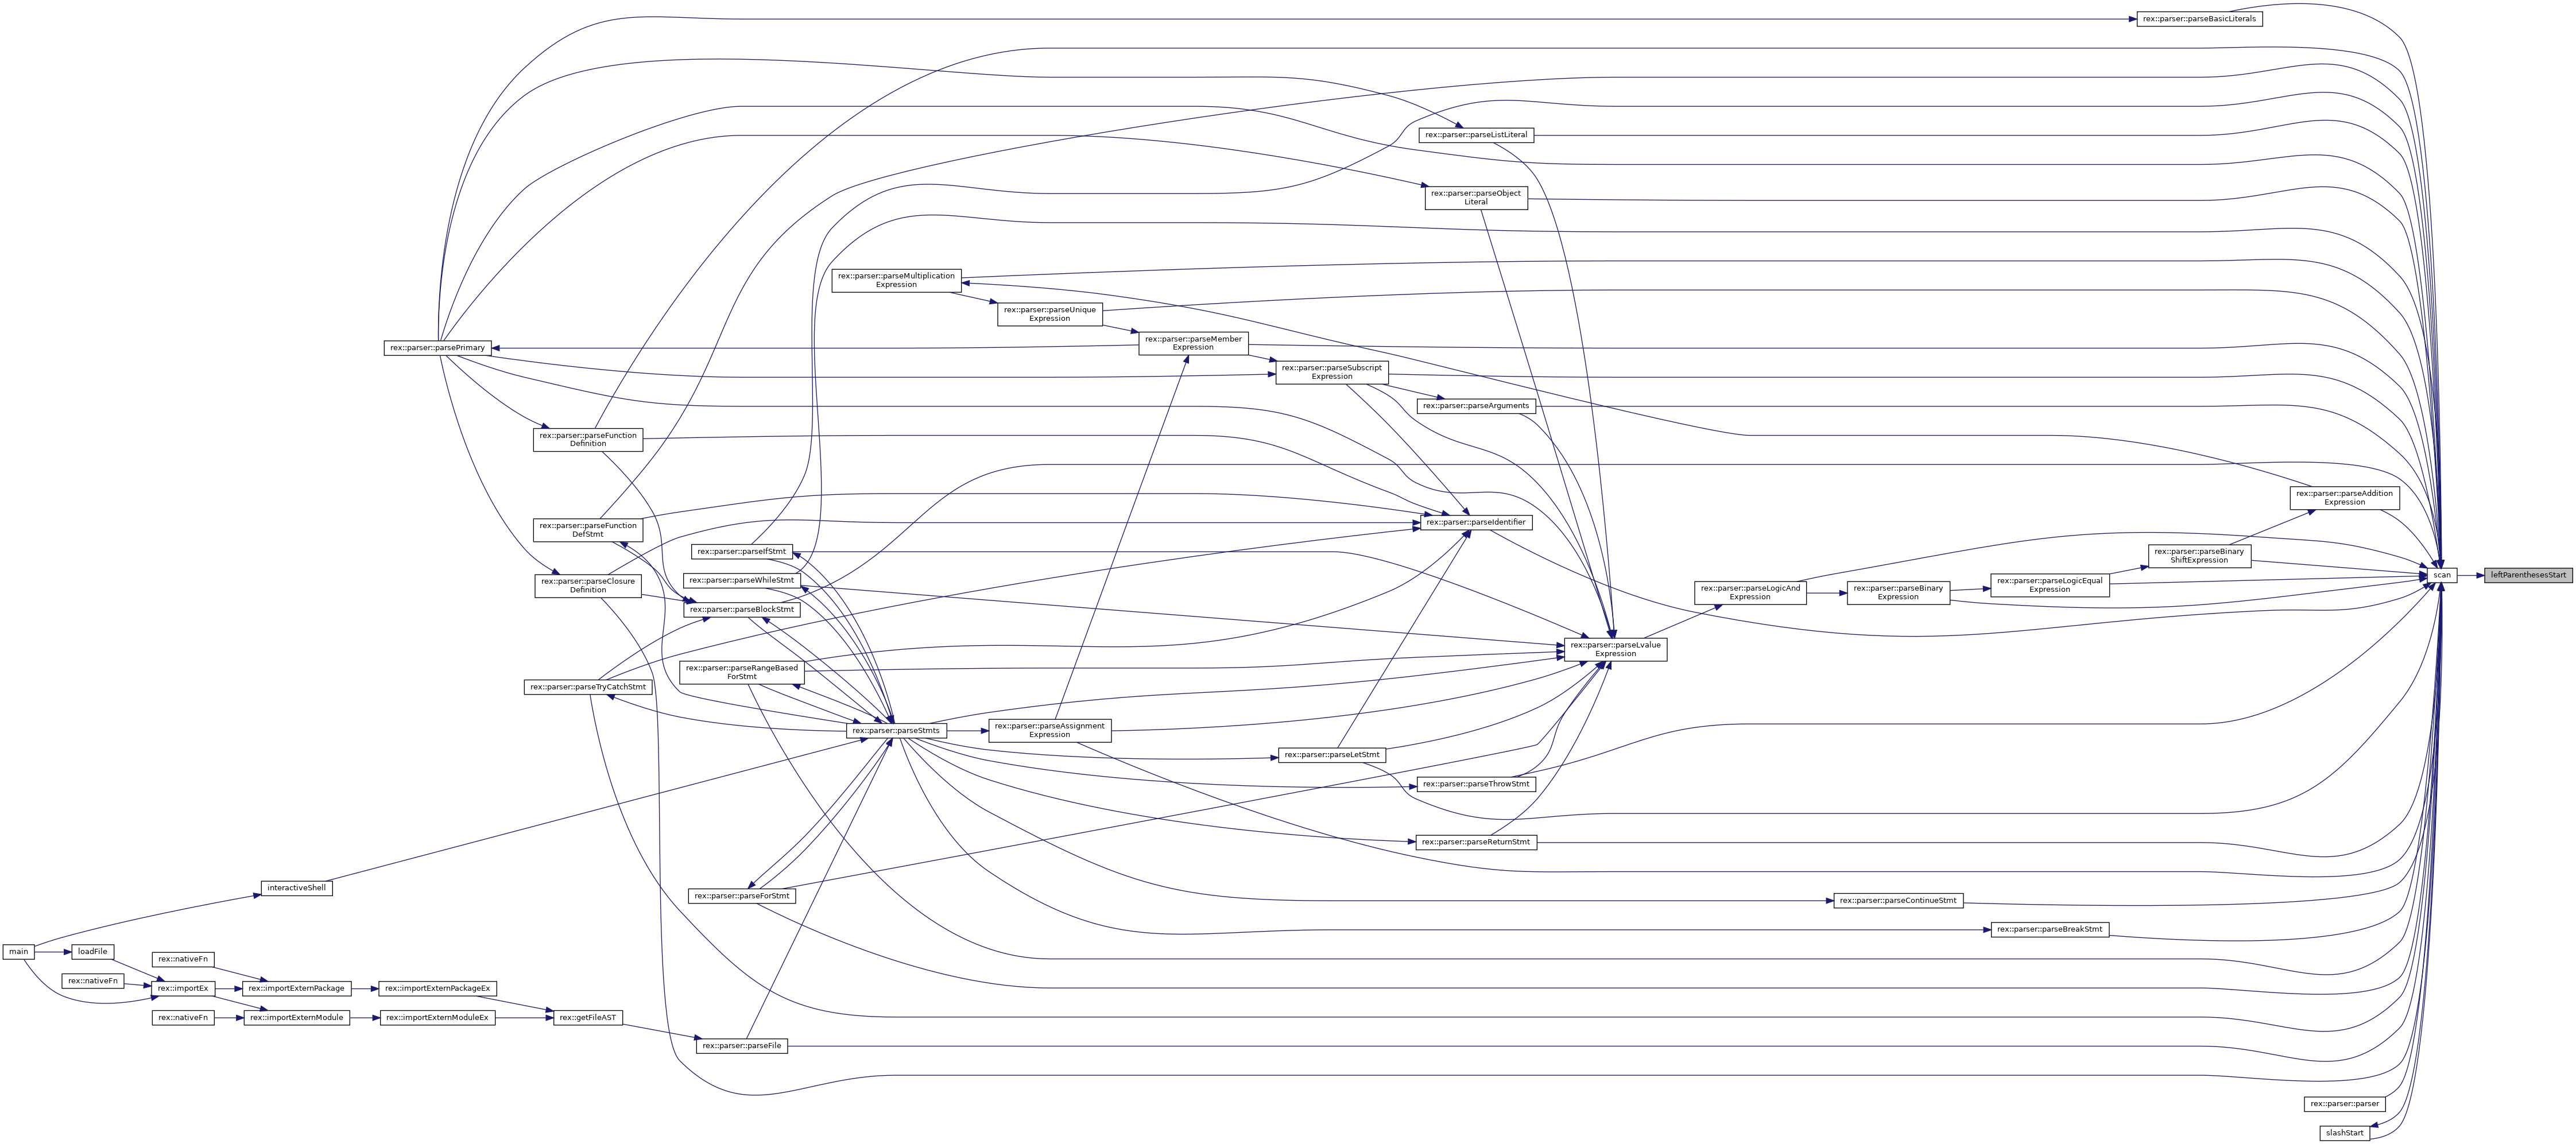 rex::parser::parseBasicLiterals
rex::parser::parseListLiteral
rex::parser::parseObject
Literal
rex::parser::parseMultiplication
Expression
rex::parser::parseUnique
Expression
rex::parser::parseMember
Expression
rex::parser::parsePrimary
rex::parser::parseSubscript
Expression
rex::parser::parseArguments
rex::parser::parseFunction
Definition
rex::parser::parseAddition
Expression
rex::parser::parseFunction
DefStmt
rex::parser::parseIdentifier
rex::parser::parseIfStmt
rex::parser::parseBinary
ShiftExpression
scan
leftParenthesesStart
rex::parser::parseWhileStmt
rex::parser::parseClosure
Definition
rex::parser::parseLogicAnd
Expression
rex::parser::parseBinary
Expression
rex::parser::parseLogicEqual
Expression
rex::parser::parseBlockStmt
rex::parser::parseLvalue
Expression
rex::parser::parseRangeBased
ForStmt
rex::parser::parseTryCatchStmt
rex::parser::parseStmts
rex::parser::parseAssignment
Expression
rex::parser::parseLetStmt
rex::parser::parseThrowStmt
rex::parser::parseReturnStmt
interactiveShell
rex::parser::parseForStmt
rex::parser::parseContinueStmt
rex::parser::parseBreakStmt
main
loadFile
rex::nativeFn
rex::nativeFn
rex::importEx
rex::importExternPackage
rex::importExternPackageEx
rex::nativeFn
rex::importExternModule
rex::importExternModuleEx
rex::getFileAST
rex::parser::parseFile
rex::parser::parser
slashStart